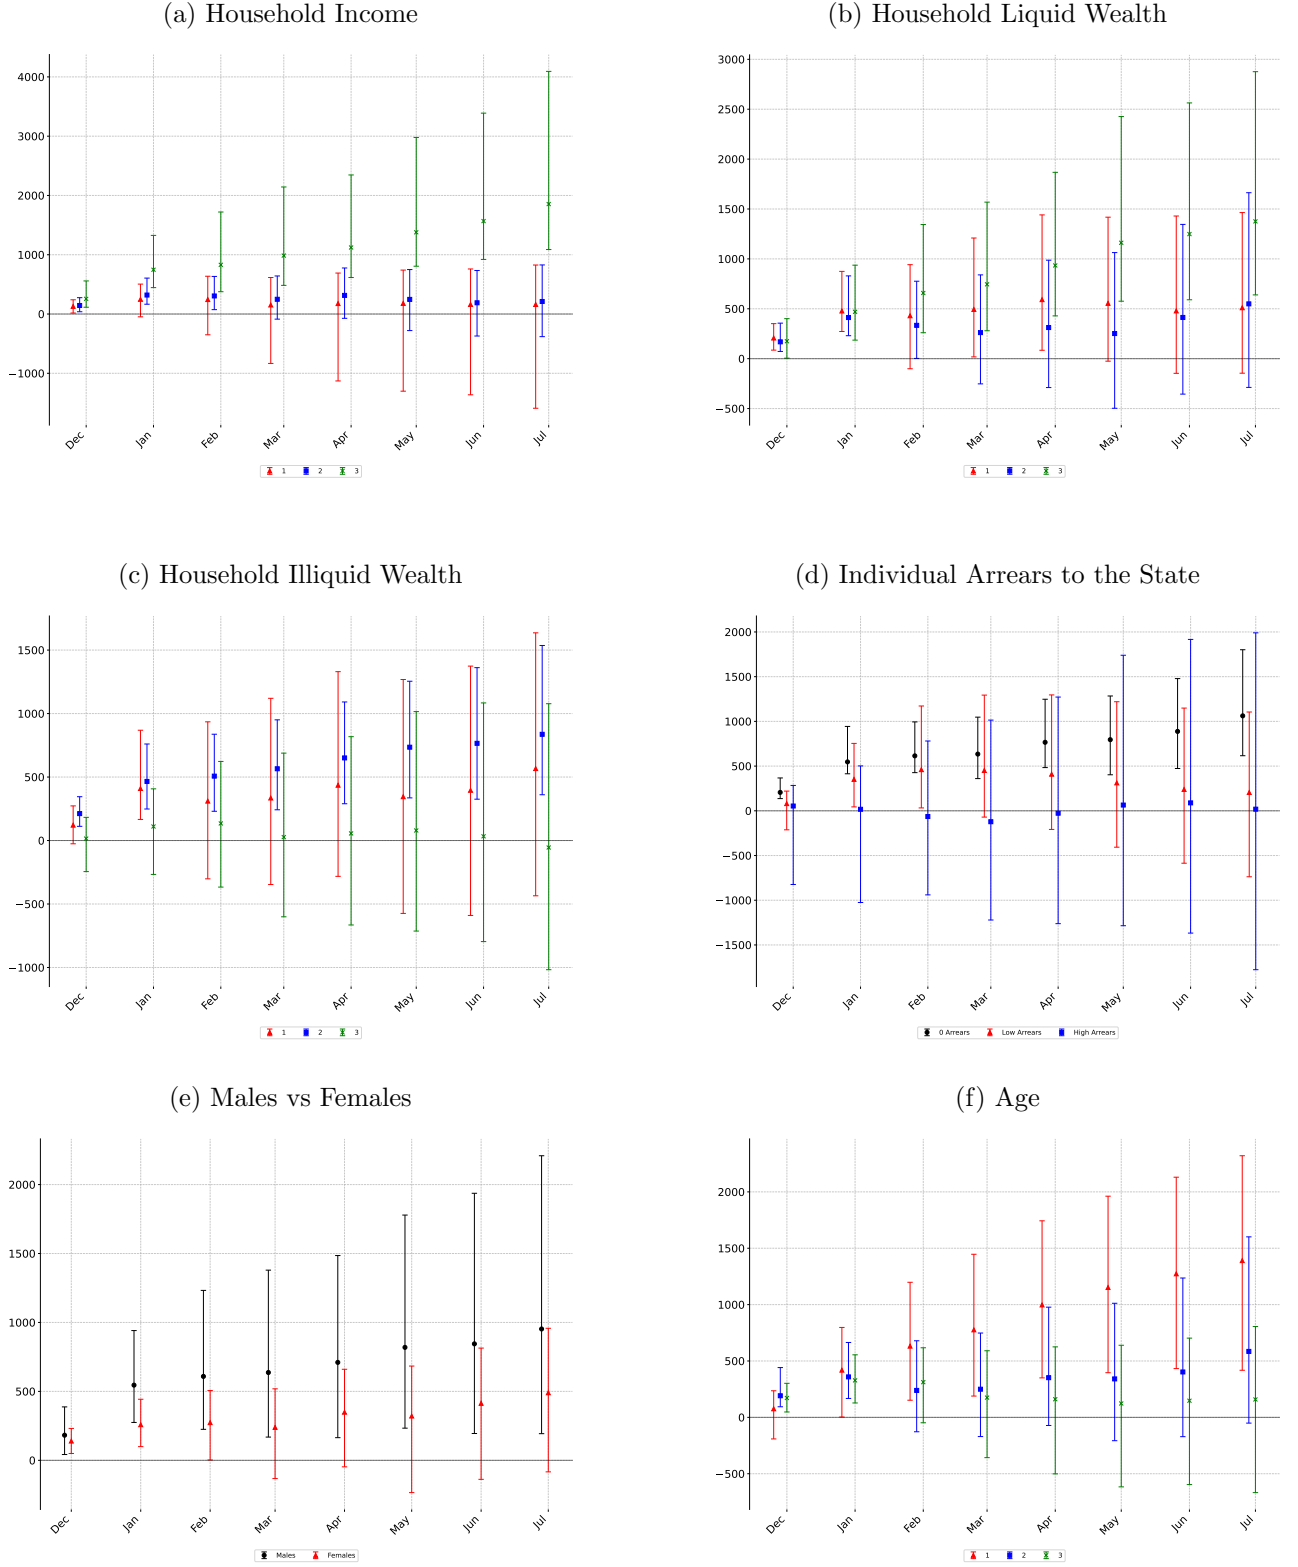 (a) Household Income
4000
3000
2000
1000
0
−1000
Dec Jan Feb Mar Apr May Jun Jul
1 2 3
(b) Household Liquid Wealth
3000
2500
2000
1500
1000
500
0
−500
Dec Jan Feb Mar Apr May Jun Jul
1 2 3
(c) Household Illiquid Wealth
1500
1000
500
0
−500
−1000
Dec Jan Feb Mar Apr May Jun Jul
1 2 3
(d) Individual Arrears to the State
2000
1500
1000
500
0
−500
−1000
−1500
Dec Jan Feb Mar Apr May Jun Jul
0 Arrears Low Arrears High Arrears
(e) Males vs Females
2000
1500
1000
500
0
Dec Jan Feb Mar Apr May Jun Jul
Males Females
(f) Age
2000
1500
1000
500
0
−500
Dec Jan Feb Mar Apr May Jun Jul
1 2 3